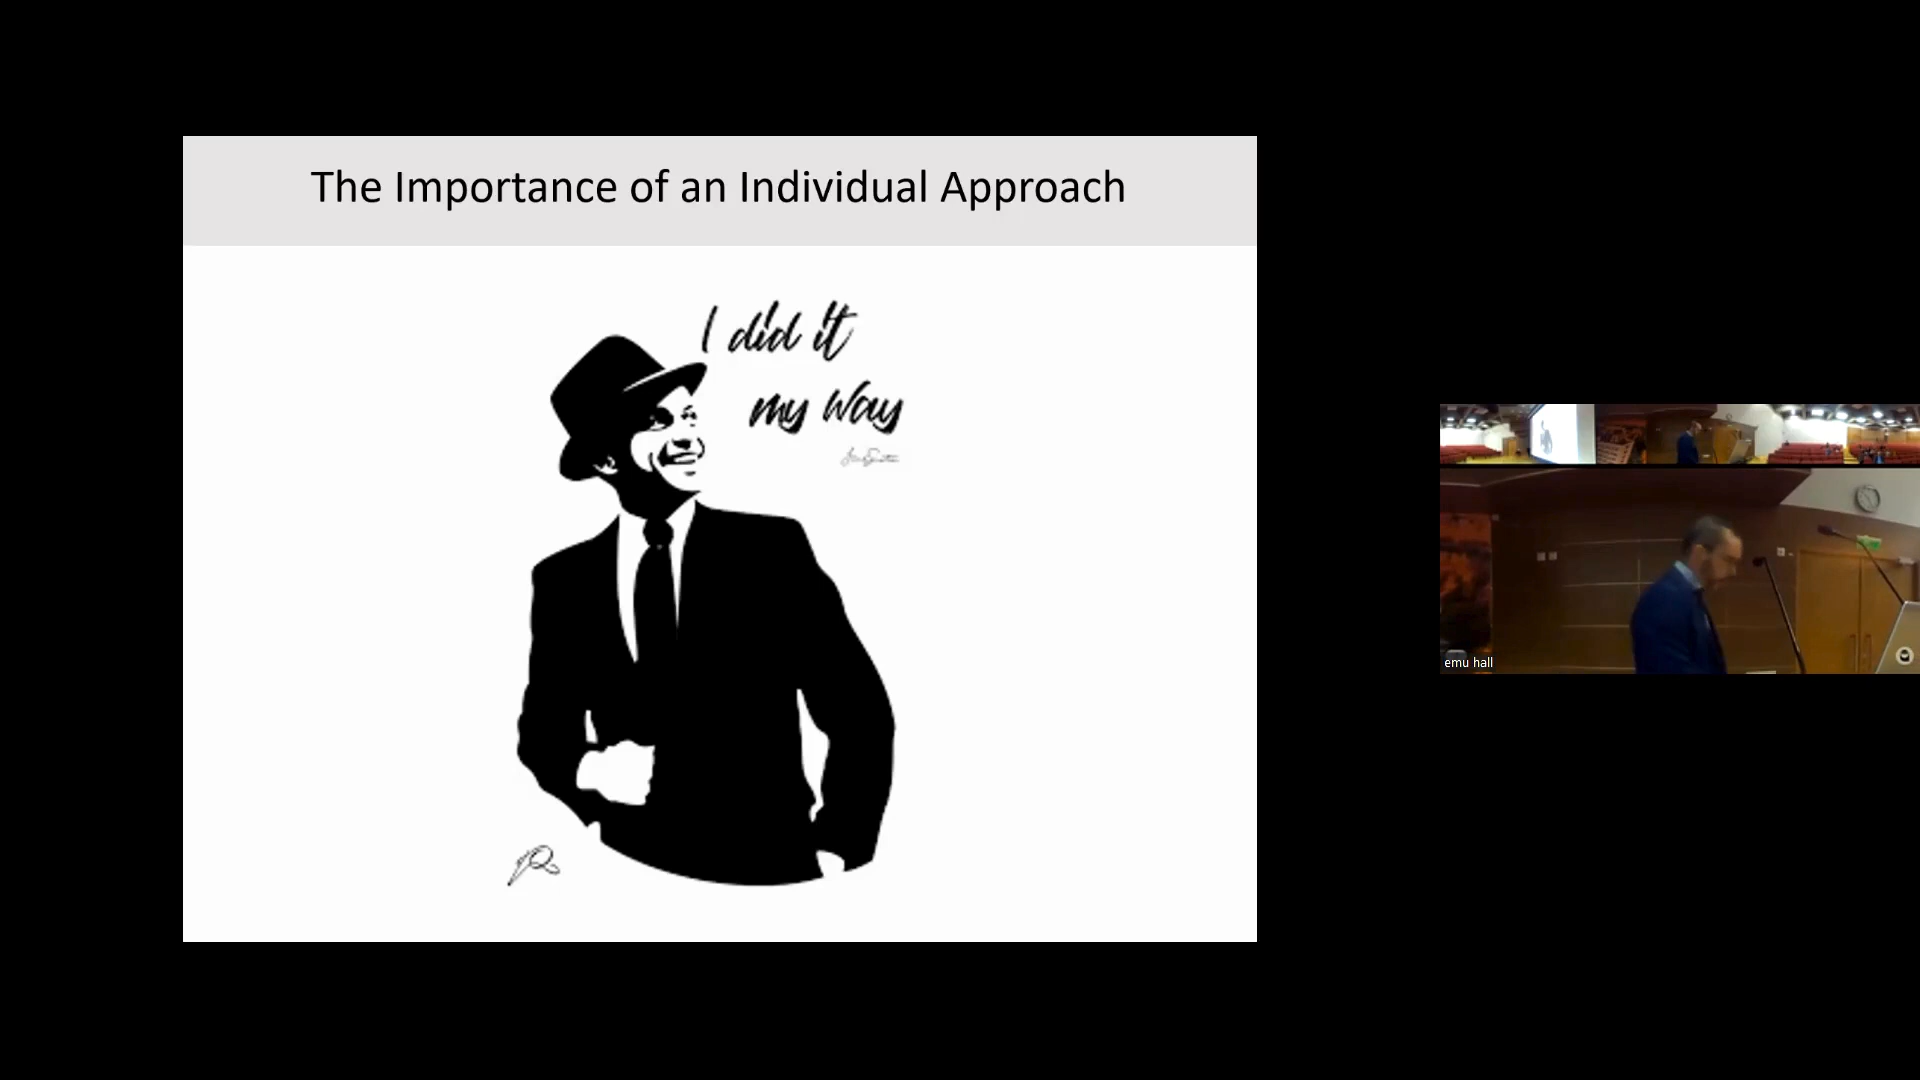 The Importance of an Individual Approach
I did it
my way
emu hall